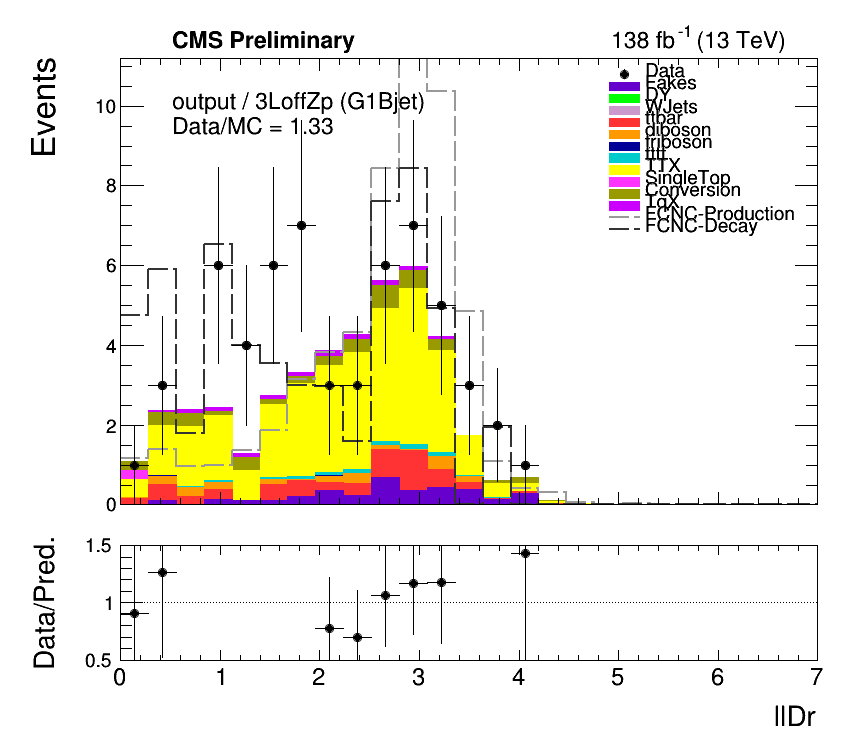 CMS Preliminary
138 fb-1 (13 TeV)
Events
output / 3LoffZp (G1Bjet)
Data/MC = 1.33
Data
Fakes
DY
WJets
ttbar
diboson
triboson
tttt
TTX
SingleTop
Conversion
TqX
FCNC-Production
FCNC-Decay
10
8
6
4
2
0
Data/Pred.
1.5
1
0.5
0 1 2 3 4 5 6 7
llDr